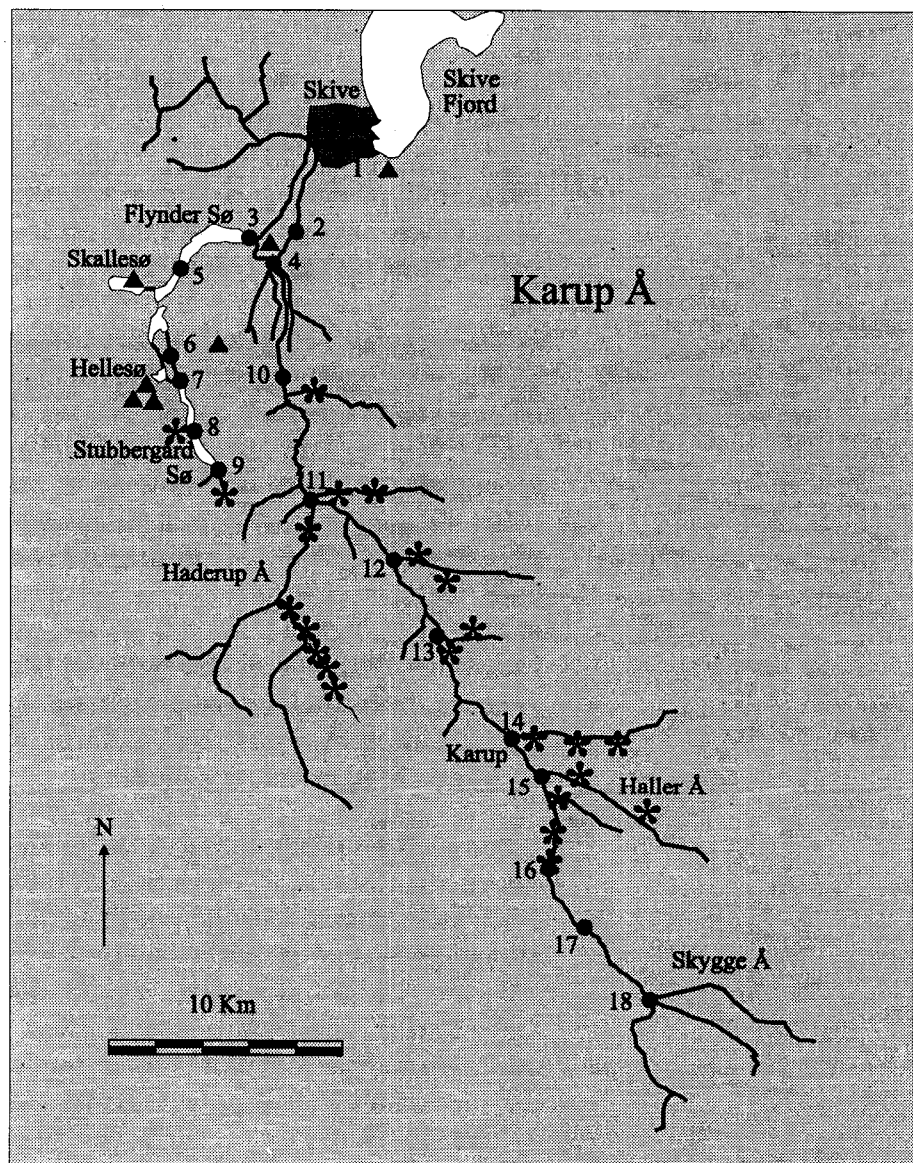 Skive
Skive
Fjord
1
Flynder Sø
3
2
4
Skallesø
5
Karup Å
6
Hellesø
7
10
8
Stubbergård
Sø
9
11
12
Haderup Å
13
14
Karup
15
Haller Å
N
16
17
Skygge Å
18
10 Km